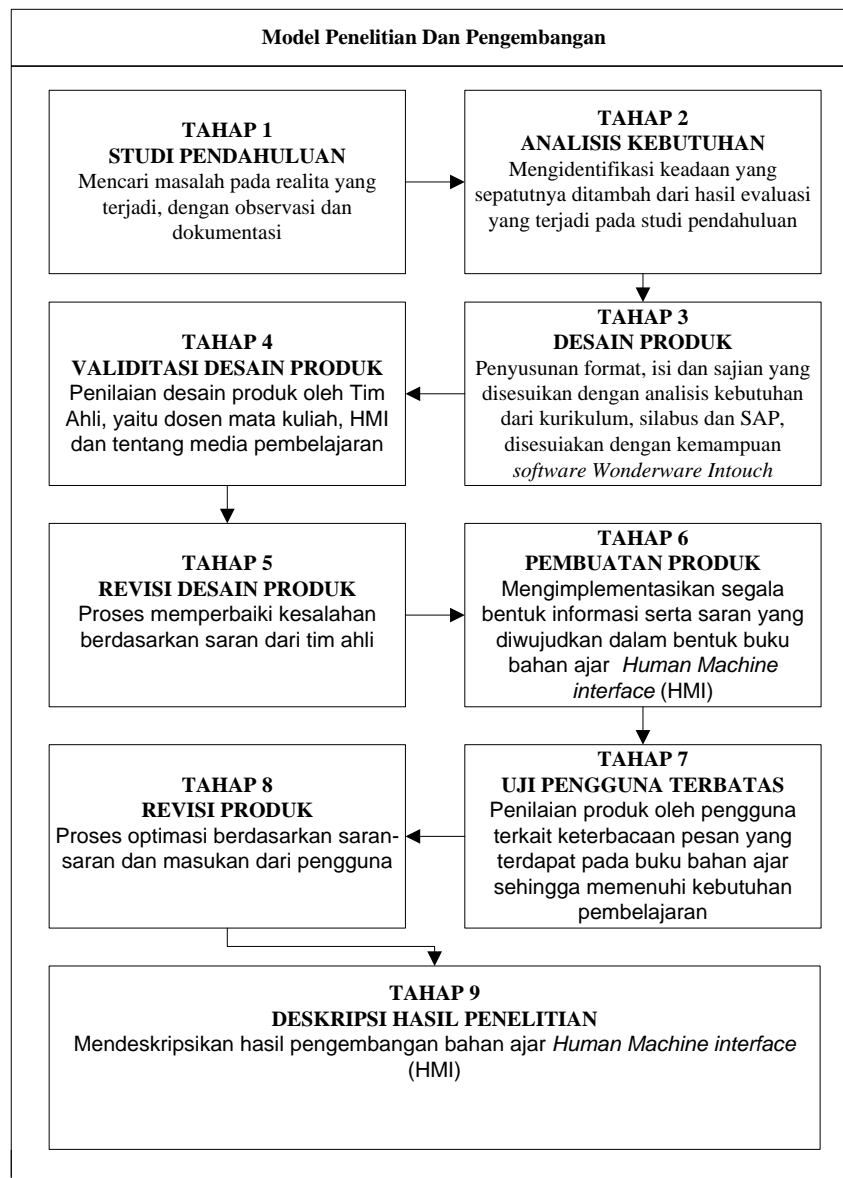 Model Penelitian Dan Pengembangan
TAHAP 1
STUDI PENDAHULUAN
Mencari masalah pada realita yang
terjadi, dengan observasi dan
dokumentasi
TAHAP 2
ANALISIS KEBUTUHAN
Mengidentifikasi keadaan yang
sepatutnya ditambah dari hasil evaluasi
yang terjadi pada studi pendahuluan
TAHAP 3
DESAIN PRODUK
Penyusunan format, isi dan sajian yang
disesuikan dengan analisis kebutuhan
dari kurikulum, silabus dan SAP,
disesuiakan dengan kemampuan
software Wonderware Intouch
TAHAP 4
VALIDITASI DESAIN PRODUK
Penilaian desain produk oleh Tim
Ahli, yaitu dosen mata kuliah, HMI
dan tentang media pembelajaran
TAHAP 5
REVISI DESAIN PRODUK
Proses memperbaiki kesalahan
berdasarkan saran dari tim ahli
TAHAP 6
PEMBUATAN PRODUK
Mengimplementasikan segala
bentuk informasi serta saran yang
diwujudkan dalam bentuk buku
bahan ajar Human Machine
interface (HMI)
TAHAP 7
UJI PENGGUNA TERBATAS
Penilaian produk oleh pengguna
terkait keterbacaan pesan yang
terdapat pada buku bahan ajar
sehingga memenuhi kebutuhan
pembelajaran
TAHAP 8
REVISI PRODUK
Proses optimasi berdasarkan saran-
saran dan masukan dari pengguna
TAHAP 9
DESKRIPSI HASIL PENELITIAN
Mendeskripsikan hasil pengembangan bahan ajar Human Machine interface
(HMI)